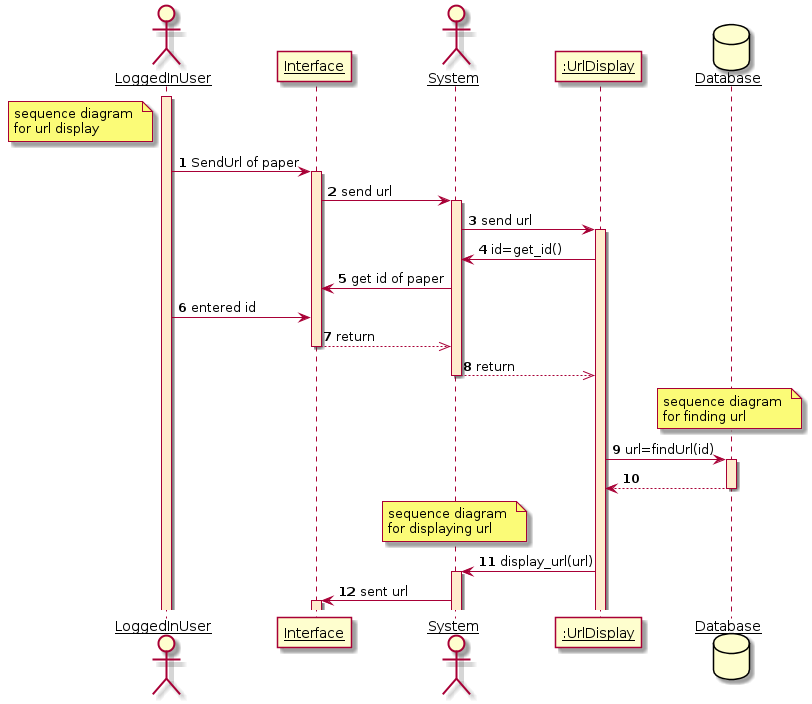 LoggedInUser
Interface
System
:UrlDisplay
Database
sequence diagram
for url display
1 SendUrl of paper
2 send url
3 send url
4 id=get_id()
5 get id of paper
6 entered id
7 return
8 return
sequence diagram
for finding url
9 url=findUrl(id)
10
sequence diagram
for displaying url
11 display_url(url)
12 sent url
LoggedInUser
Interface
System
:UrlDisplay
Database